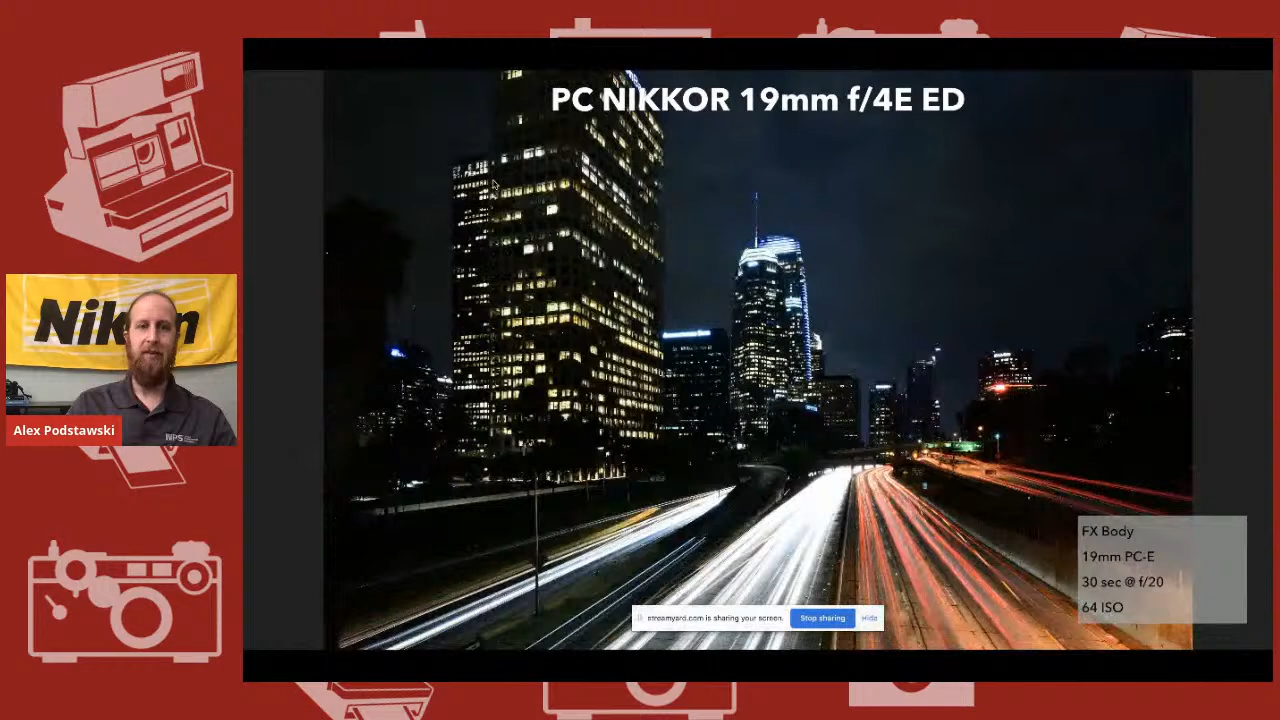 PC NIKKOR 19mm f/4E ED
Nikon
NPS
Alex Podstawski
FX Body
19mm PC-E
30 sec @ f/20
64 ISO
streamyard.com is sharing your screen.
Stop sharing
Hide